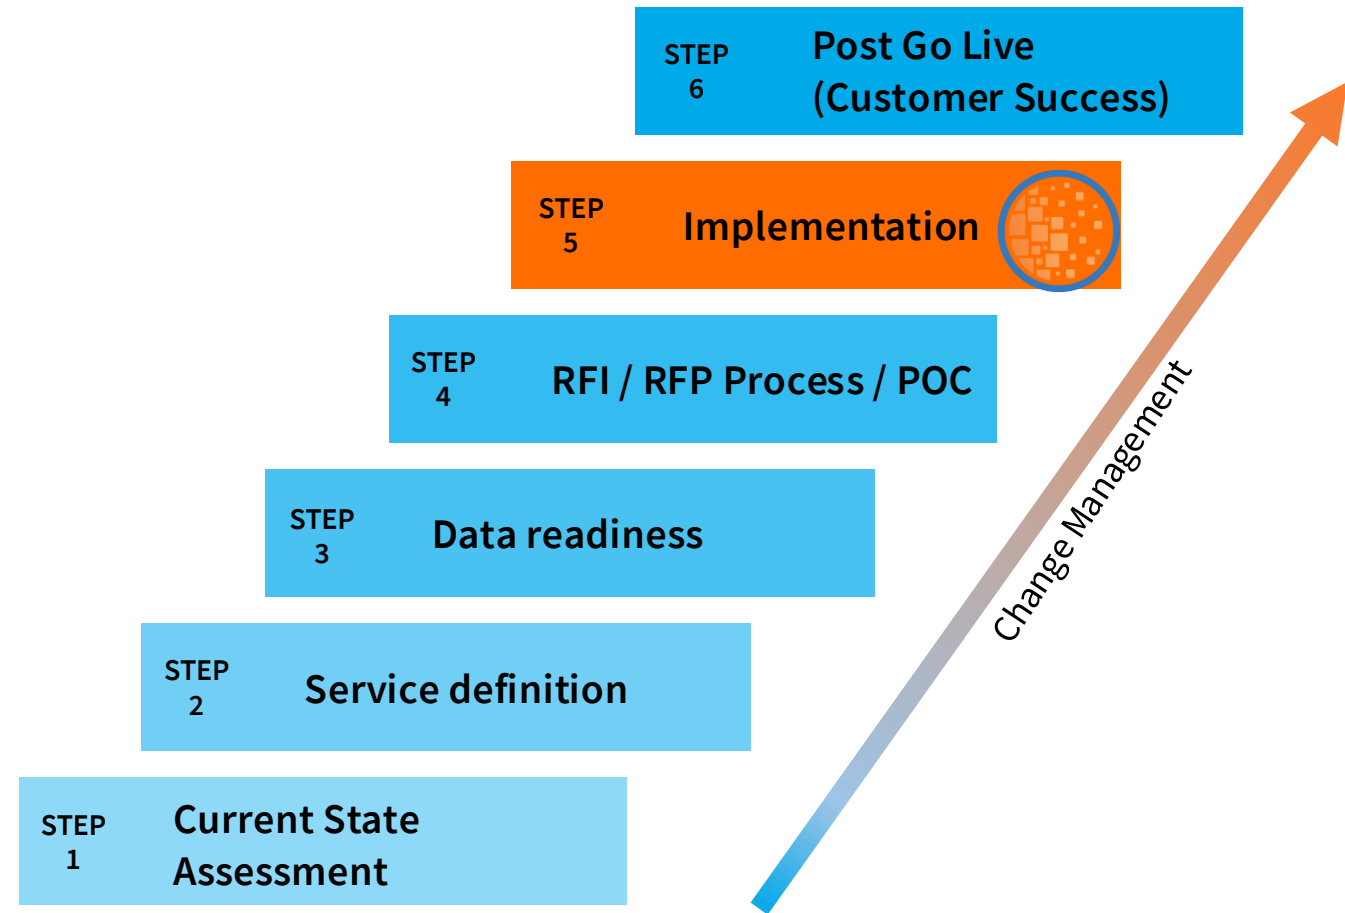 STEP
6
Post Go Live
(Customer Success)
STEP
5
Implementation
STEP
4
RFI / RFP Process / POC
STEP
3
Data readiness
STEP
2
Service definition
STEP
1
Current State
Assessment
Change Management